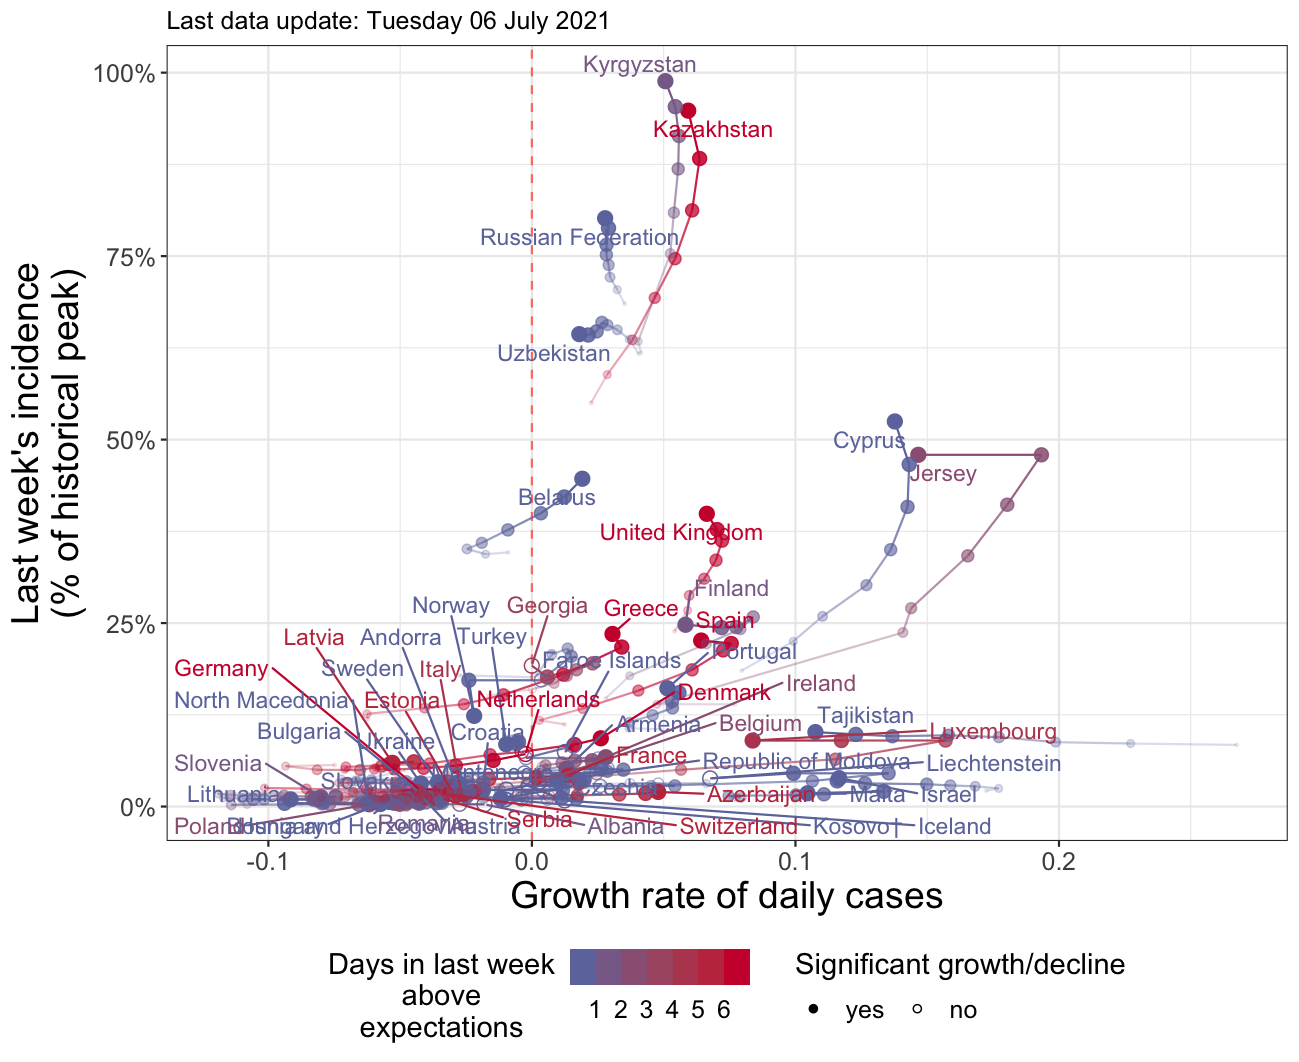 Last data update: Tuesday 06 July 2021
Last week's incidence
(% of historical peak)
100%
75%
50%
25%
0%
Kyrgyzstan
Kazakhstan
Russian Federation
Uzbekistan
Cyprus
Jersey
Belarus
United Kingdom
Finland
Norway
Georgia
Greece
Spain
Latvia
Andorra
Turkey
Portugal
Germany
Sweden
Italy
Faroe Islands
Ireland
North Macedonia
Estonia
Netherlands
Denmark
Bulgaria
Ukraine
Croatia
Armenia
Belgium
Tajikistan
Luxembourg
Slovenia
France
Republic of Moldova
Liechtenstein
Lithuania
Slovakia
Azerbaijan
Malta
Israel
Poland
Bosnia and Herzegovina
Romania
Austria
Serbia
Albania
Switzerland
Kosovo†
Iceland
-0.1
0.0
0.1
0.2
Growth rate of daily cases
Days in last week
above
expectations
1 2 3 4 5 6
Significant growth/decline
yes
no